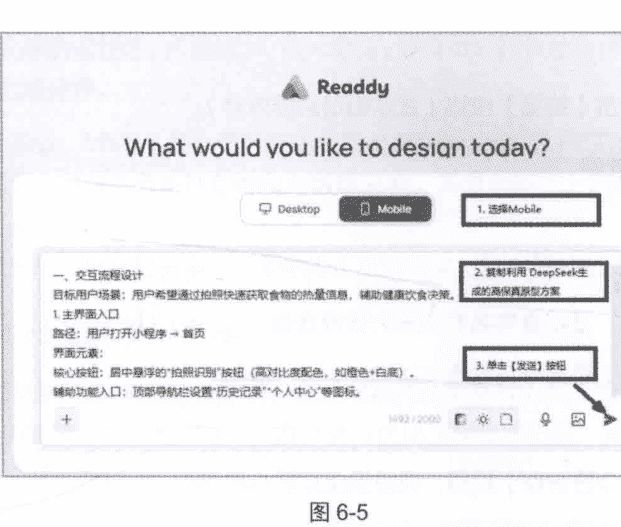 Readdy
What would you like to design today?
Desktop
Mobile
1. 选择Mobile
一、交互流程设计
目标用户场景：用户希望通过拍照快速获取食物的热量信息，辅助健康饮食决策。
1. 主界面入口
路径：用户打开小程序 → 首页
界面元素：
核心按钮：居中悬浮的“拍照识别”按钮（高对比度配色，如橙色+白底）。
辅助功能入口：顶部导航栏设置“历史记录”“个人中心”等图标。
2. 复制利用 DeepSeek生
成的高保真原型方案
3. 单击【发送】按钮
1492 / 2000
图 6-5